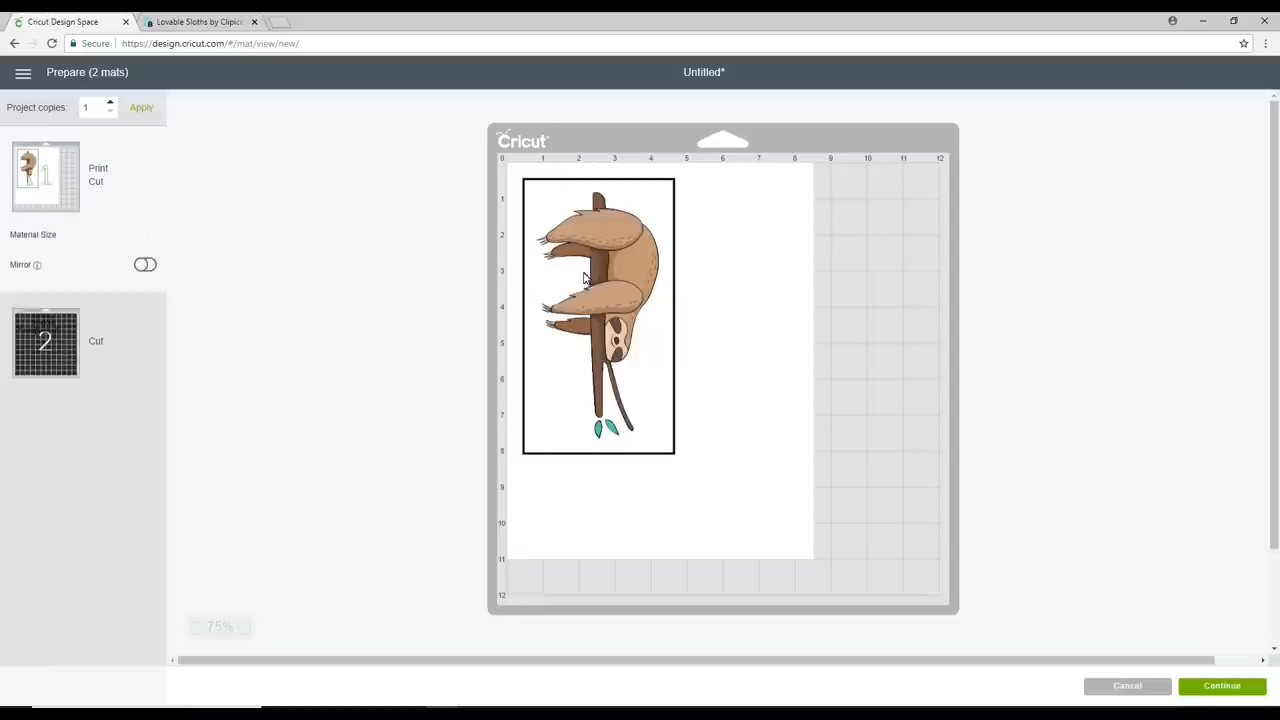 Cricut Design Space
Lovable Sloths by Clipic
Secure
https://design.cricut.com/#/mat/view/new/
Prepare (2 mats)
Untitled*
Project copies:
1
Apply
Print
Cut
Material Size
Mirror
2
Cut
Cricut
0 1 2 3 4 5 6 7 8 9 10 11 12
1
2
3
4
5
6
7
8
9
10
11
12
75%
Cancel
Continue